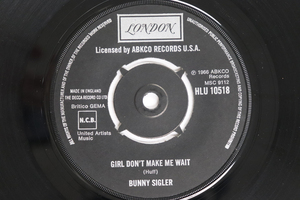 LONDON
Licensed by ABKCO RECORDS U.S.A.
MADE IN ENGLAND
THE DECCA RECORD CO. LTD.
Britico GEMA
N.C.B.
United Artists
Music
℗ 1966 ABKCO
Records
MSC 8112
HLU 10518
GIRL DON'T MAKE ME WAIT
(Huff)
BUNNY SIGLER